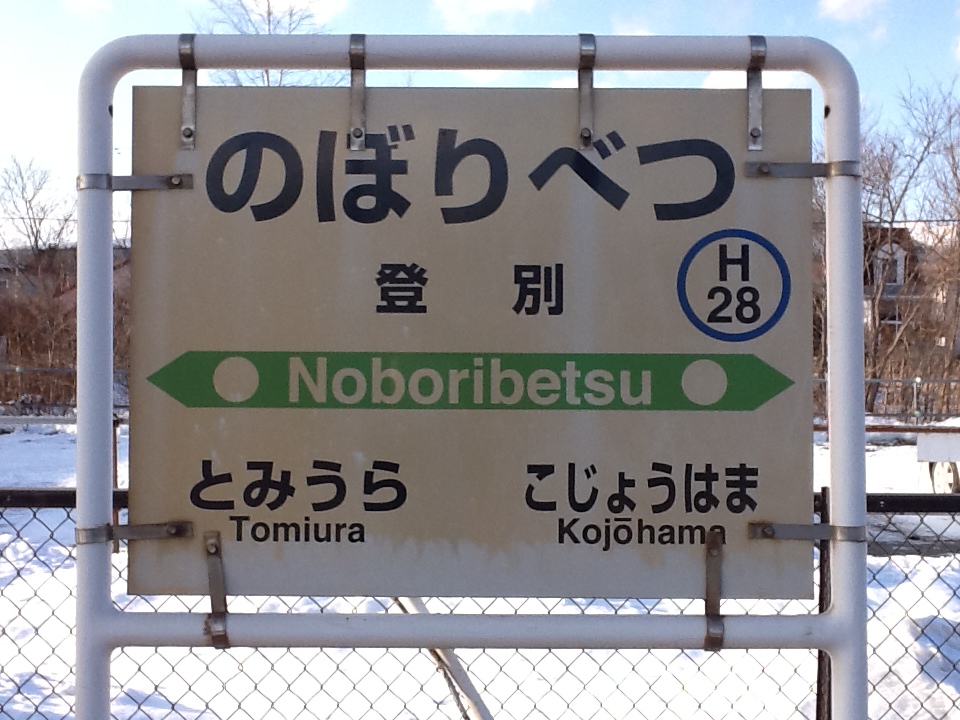 のぼりべつ
登別
H
28
Noboribetsu
とみうら
Tomiura
こじょうはま
Kojōhama